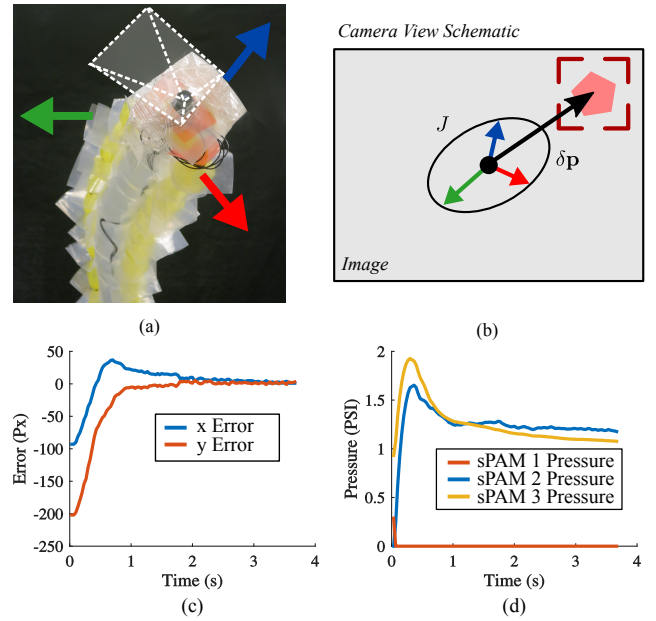 Camera View Schematic
J
δp
Image
(a)
(b)
50
0
-50
-100
-150
-200
-250
Error (Px)
x Error
y Error
0 1 2 3 4
Time (s)
(c)
2
1.5
1
0.5
0
Pressure (PSI)
sPAM 1 Pressure
sPAM 2 Pressure
sPAM 3 Pressure
0 1 2 3 4
Time (s)
(d)